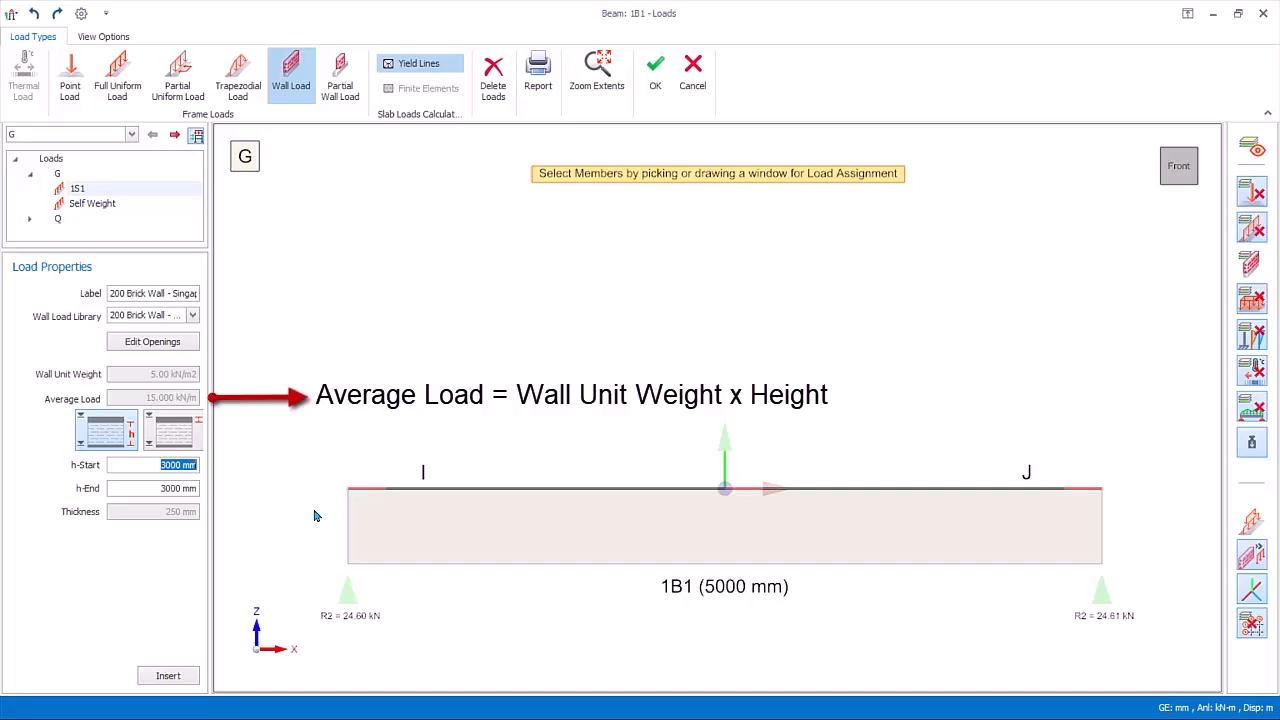 Beam: 1B1 - Loads
Load Types
View Options
Thermal Load
Point Load
Full Uniform Load
Partial Uniform Load
Trapezodial Load
Wall Load
Partial Wall Load
Yield Lines
Finite Elements
Delete Loads
Report
Zoom Extents
OK
Cancel
Frame Loads
Slab Loads Calculat...
G
Loads
G
1S1
Self Weight
Q
Load Properties
Label 200 Brick Wall - Singap
Wall Load Library 200 Brick Wall - ...
Edit Openings
Wall Unit Weight 5.00 kN/m2
Average Load 15.000 kN/m
h
h-Start 3000 mm
h-End 3000 mm
Thickness 250 mm
Insert
G
Select Members by picking or drawing a window for Load Assignment
Front
Average Load = Wall Unit Weight x Height
I
J
1B1 (5000 mm)
R2 = 24.60 kN
R2 = 24.61 kN
Z
X
GE: mm , Anl: kN-m , Disp: m